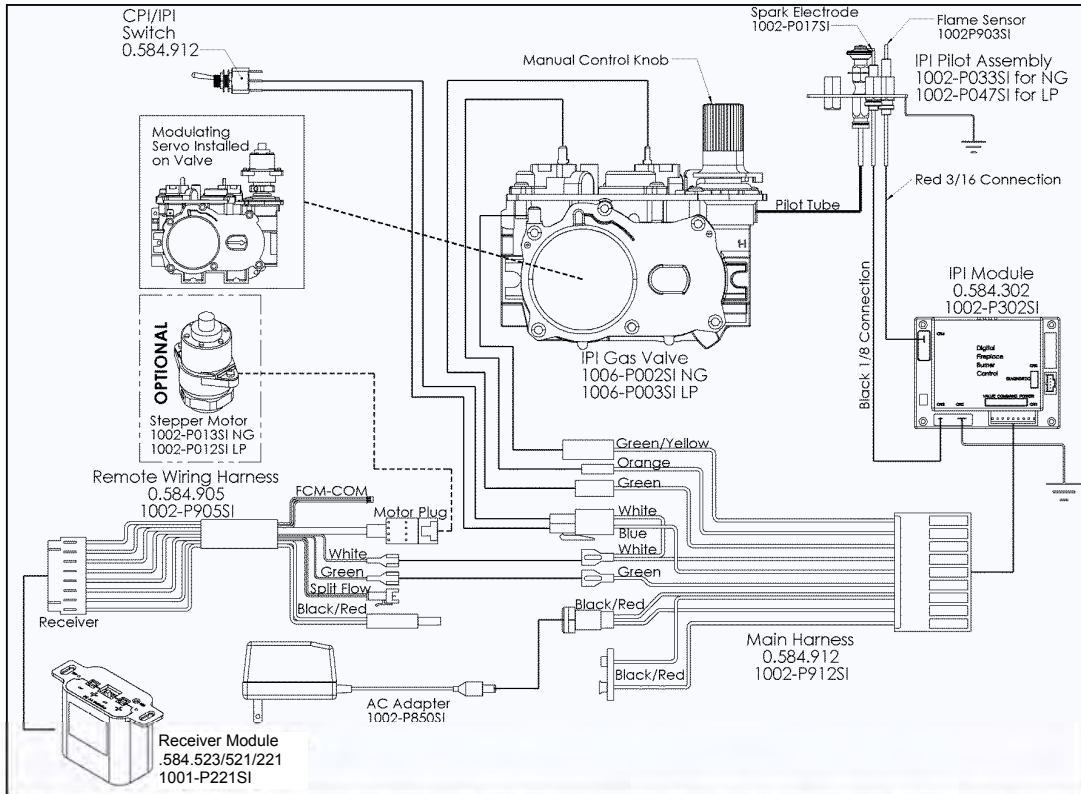 CPI/IPI
Switch
0.584.912
Spark Electrode
1002-P017SI
Flame Sensor
1002P903SI
IPI Pilot Assembly
1002-P033SI for NG
1002-P047SI for LP
Manual Control Knob
Modulating
Servo Installed
on Valve
Red 3/16 Connection
Pilot Tube
IPI Module
0.584.302
1002-P302SI
Digital
Fireplace
Burner
Control
DIAGNOSTIC
VALVE COMMAND POWER
Black 1/8 Connection
IPI Gas Valve
1006-P002SI NG
1006-P003SI LP
OPTIONAL
Stepper Motor
1002-P013SI NG
1002-P012SI LP
Remote Wiring Harness
0.584.905
1002-P905SI
FCM-COM
Motor Plug
White
Green
Split Flow
Black/Red
Receiver
Green/Yellow
Orange
Green
White
Blue
White
Green
Black/Red
Black/Red
Main Harness
0.584.912
1002-P912SI
AC Adapter
1002-P850SI
Receiver Module
.584.523/521/221
1001-P221SI